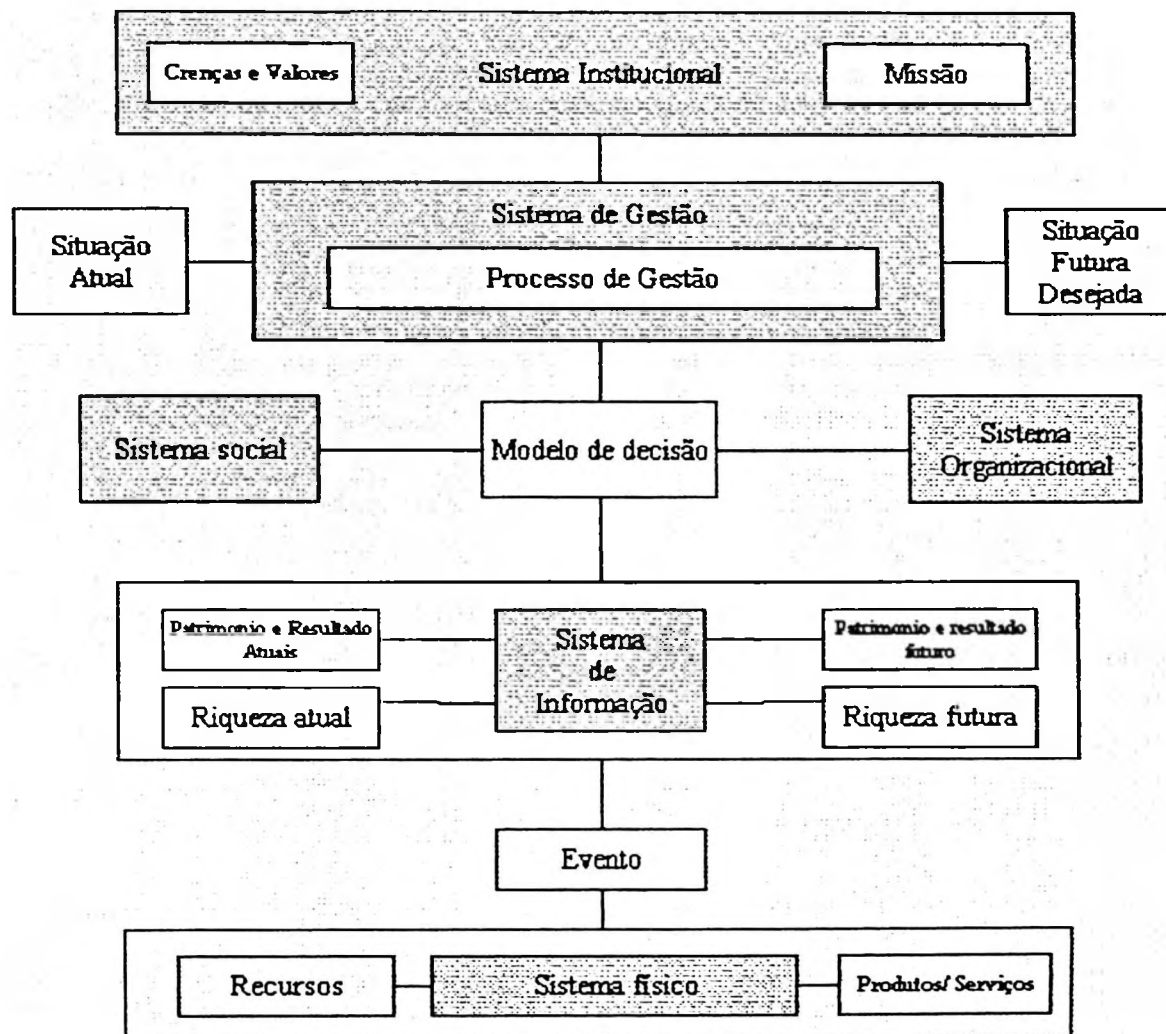 Crenças e Valores
Sistema Institucional
Missão
Sistema de Gestão
Processo de Gestão
Situação
Atual
Situação
Futura
Desejada
Sistema social
Modelo de decisão
Sistema
Organizacional
Patrimonio e Resultado
Atuais
Sistema
de
Informação
Patrimonio e resultado
futuro
Riqueza atual
Riqueza futura
Evento
Recursos
Sistema físico
Produtos/ Serviços